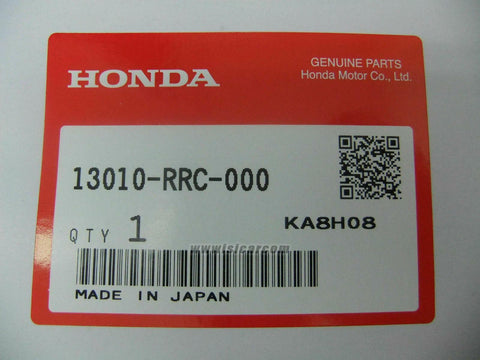 GENUINE PARTS
HONDA
Honda Motor Co., Ltd.
13010-RRC-000
QTY 1
KA8H08
www.isicar.com
MADE IN JAPAN